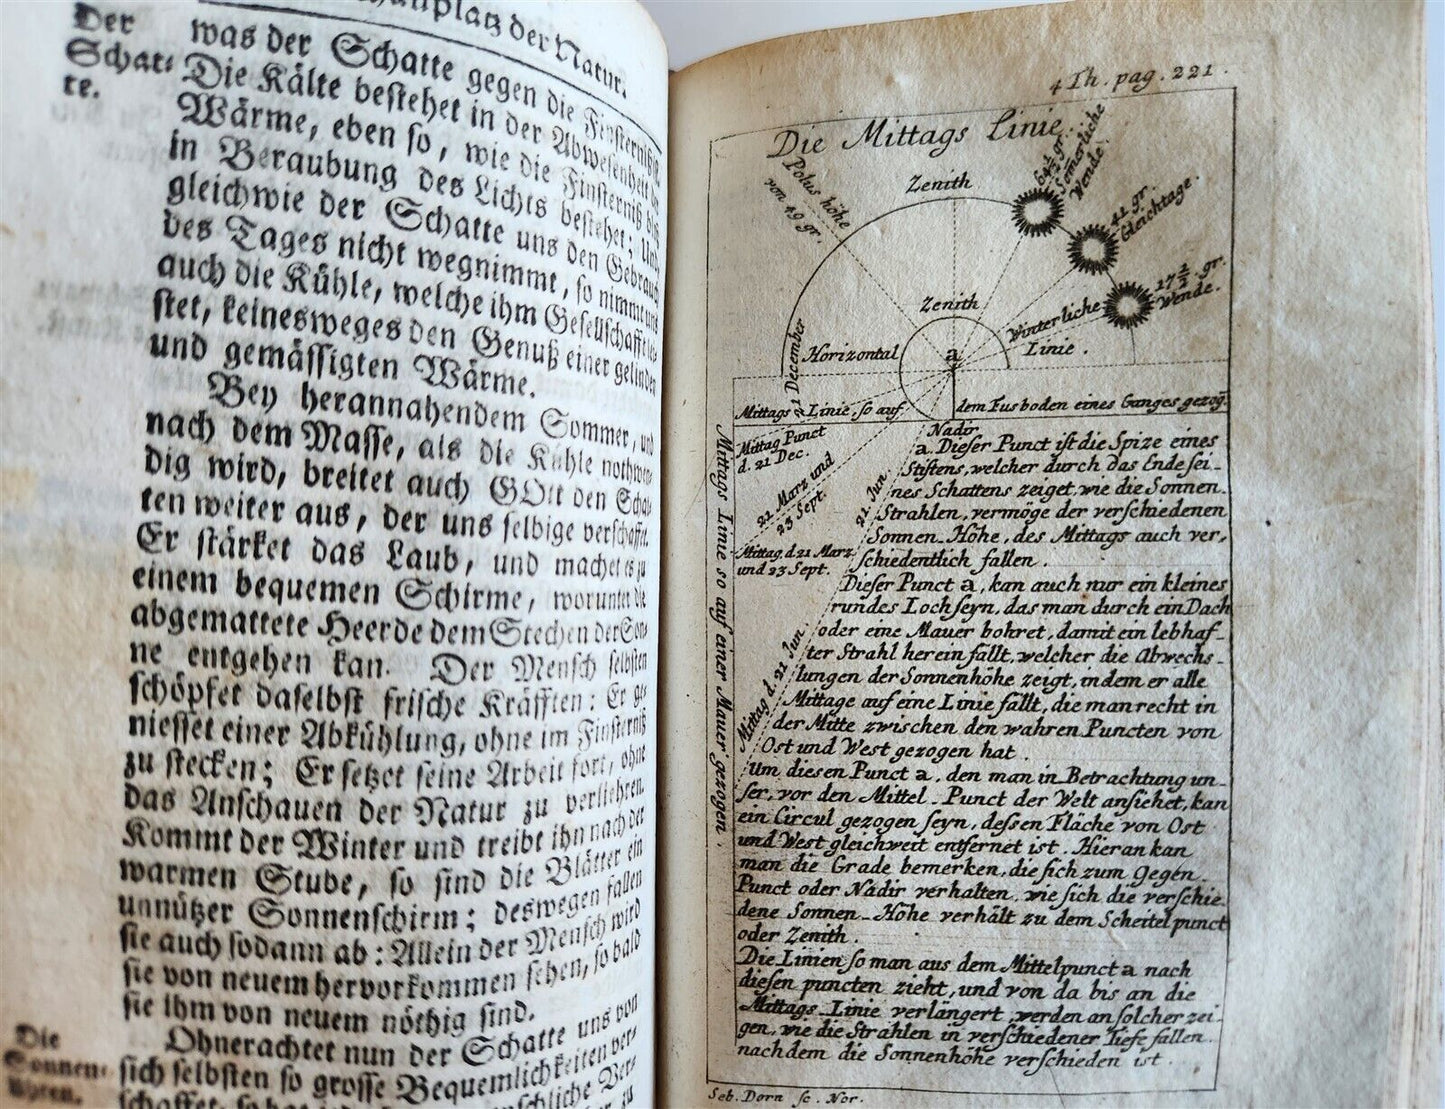 Schauplatz der Natur.
Der
Schat-
te.
was der Schatte gegen die Finsterniß ist.
Die Kälte bestehet in der Abwesenheit der
Wärme, eben so, wie die Finsterniß bloß
in Beraubung des Lichts bestehet; Und
gleichwie der Schatte uns den Gebrauch
des Tages nicht wegnimmt, so nimmt uns
auch die Kühle, welche ihm Gesellschafft lei-
stet, keinesweges den Genuß einer gelinden
und gemässigten Wärme.
Bey herannahendem Sommer, und
nach dem Masse, als die Kühle nothwen-
dig wird, breitet auch GOtt den Schat-
ten weiter aus, der uns selbige verschaffet.
Er stärket das Laub, und machet es zu
einem bequemen Schirme, worunter die
abgemattete Heerde dem Stechen der Son-
ne entgehen kan. Der Mensch selbsten
schöpfet daselbst frische Kräfften: Er ge-
niesset einer Abkühlung, ohne im Finsterniß
zu stecken; Er setzet seine Arbeit fort, ohne
das Anschauen der Natur zu verliehren.
Kommt der Winter und treibt ihn nach der
warmen Stube, so sind die Blätter ein
unnützer Sonnenschirm; deswegen fallen
sie auch sodann ab: Allein der Mensch wird
sie von neuem hervorkommen sehen, so bald
sie ihm von neuem nöthig sind.
Die
Sonnen-
Uhren.
Ohnerachtet nun der Schatte uns von
sich selbsten so grosse Bequemlichkeiten ver-
4 Th. pag. 221.
Die Mittags Linie.
Polus höhe
von 49 gr.
Zenith
64½ gr.
Somerliche
Wende.
41 gr.
Gleichtage.
17½ gr.
Winterliche Wende.
Zenith
a
Horizontal Linie.
21 December
Mittags Linie so auf dem Fusboden eines Ganges gezog.
Mittag Punct
d. 21 Dec.
21 Marz und
23 Sept.
21 Jun.
Mittag d. 21 Marz
und 23 Sept.
Mittag d. 21 Jun.
Mittags Linie so auf einer Mauer gezogen.
Nadir
a. Dieser Punct ist die Spize eines
Stiftens, welcher durch das Ende sei-
nes Schattens zeiget, wie die Sonnen
Strahlen, vermöge der verschiedenen
Sonnen-Höhe, des Mittags auch ver,
schiedentlich fallen.
Dieser Punct a, kan auch nur ein kleines
rundes Loch seyn, das man durch ein Dach
oder eine Mauer bohret, damit ein lebhaf-
ter Strahl herein fällt, welcher die Abwechs-
lungen der Sonnenhöhe zeigt, indem er alle
Mittage auf eine Linie fällt, die man recht in
der Mitte zwischen den wahren Puncten von
Ost und West gezogen hat.
Um diesen Punct a, den man in Betrachtung un-
ser, vor den Mittel-Punct der Welt ansiehet, kan
ein Circul gezogen seyn, dessen Fläche von Ost
und West gleichweit entfernet ist. Hieran kan
man die Grade bemerken, die sich zum Gegen-
Punct oder Nadir verhalten, wie sich die verschie-
dene Sonnen-Höhe verhält zu dem Scheitelpunct
oder Zenith.
Die Linien so man aus dem Mittelpunct a nach
diesen puncten zieht, und von da bis an die
Mittags-Linie verlängert, werden an solcher zei-
gen, wie die Strahlen in verschiedener Tiefe fallen.
nachdem die Sonnenhöhe verschieden ist.
Seb. Dorn sc. Nor.